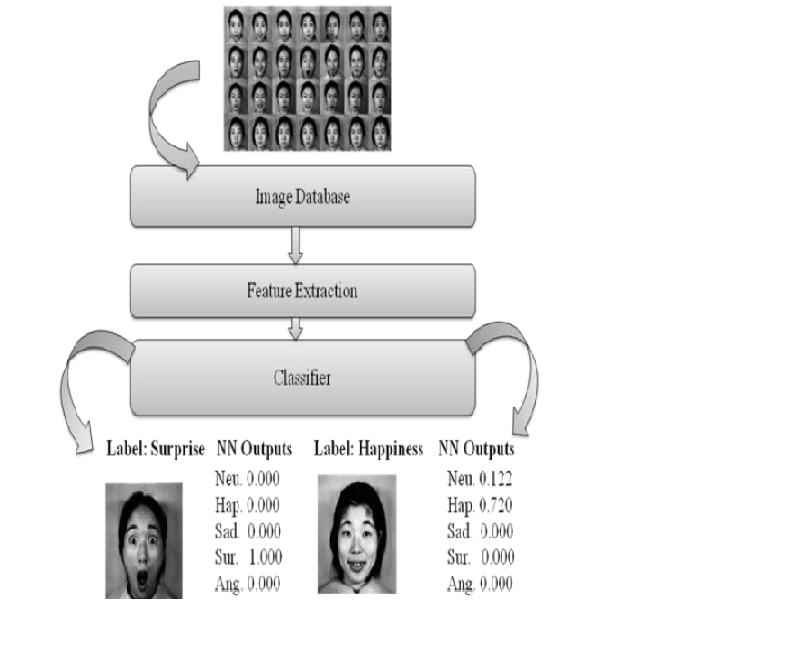 Image Database
Feature Extraction
Classifier
Label: Surprise NN Outputs
Neu. 0.000
Hap. 0.000
Sad. 0.000
Sur. 1.000
Ang. 0.000
Label: Happiness NN Outputs
Neu. 0.122
Hap. 0.720
Sad. 0.000
Sur. 0.000
Ang. 0.000